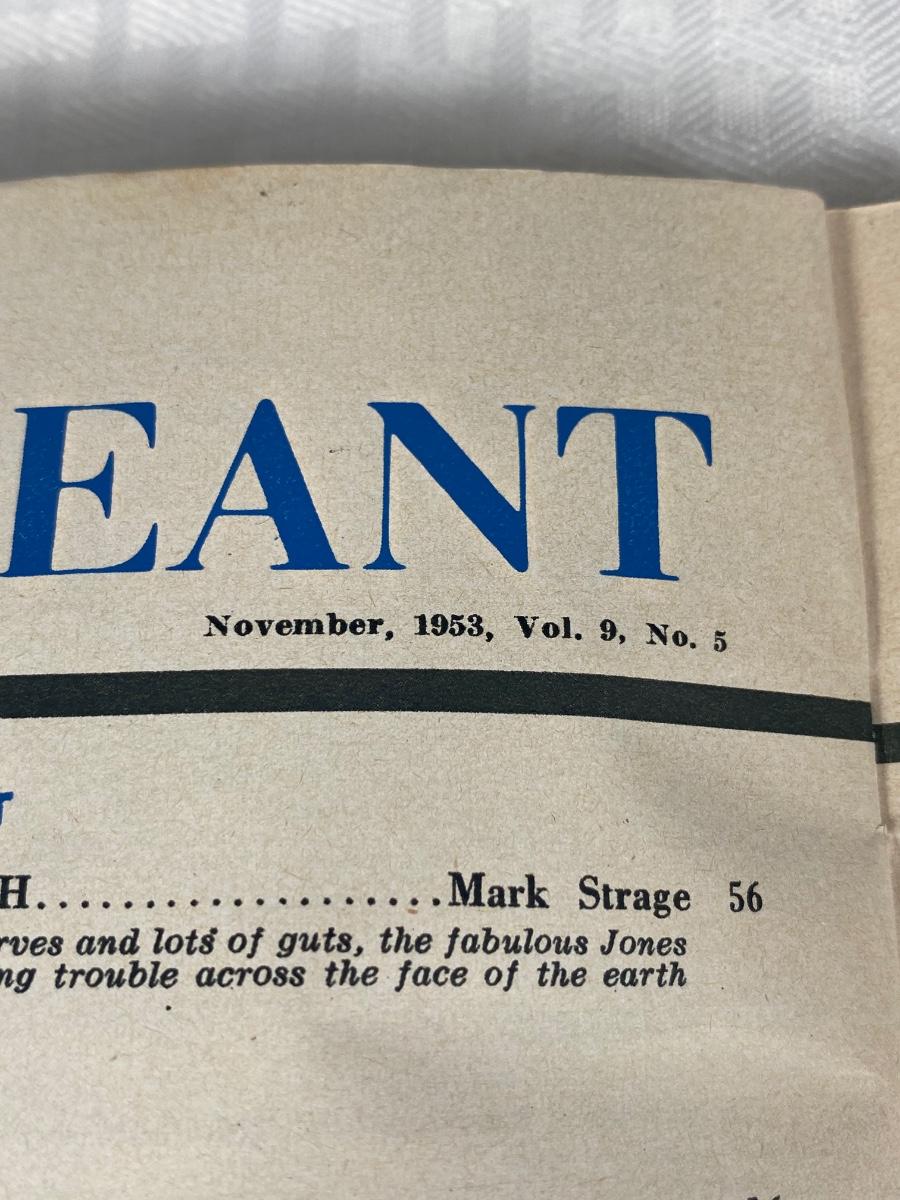 EANT
November, 1953, Vol. 9, No. 5
H.....................Mark Strage 56
rves and lots of guts, the fabulous Jones
ng trouble across the face of the earth